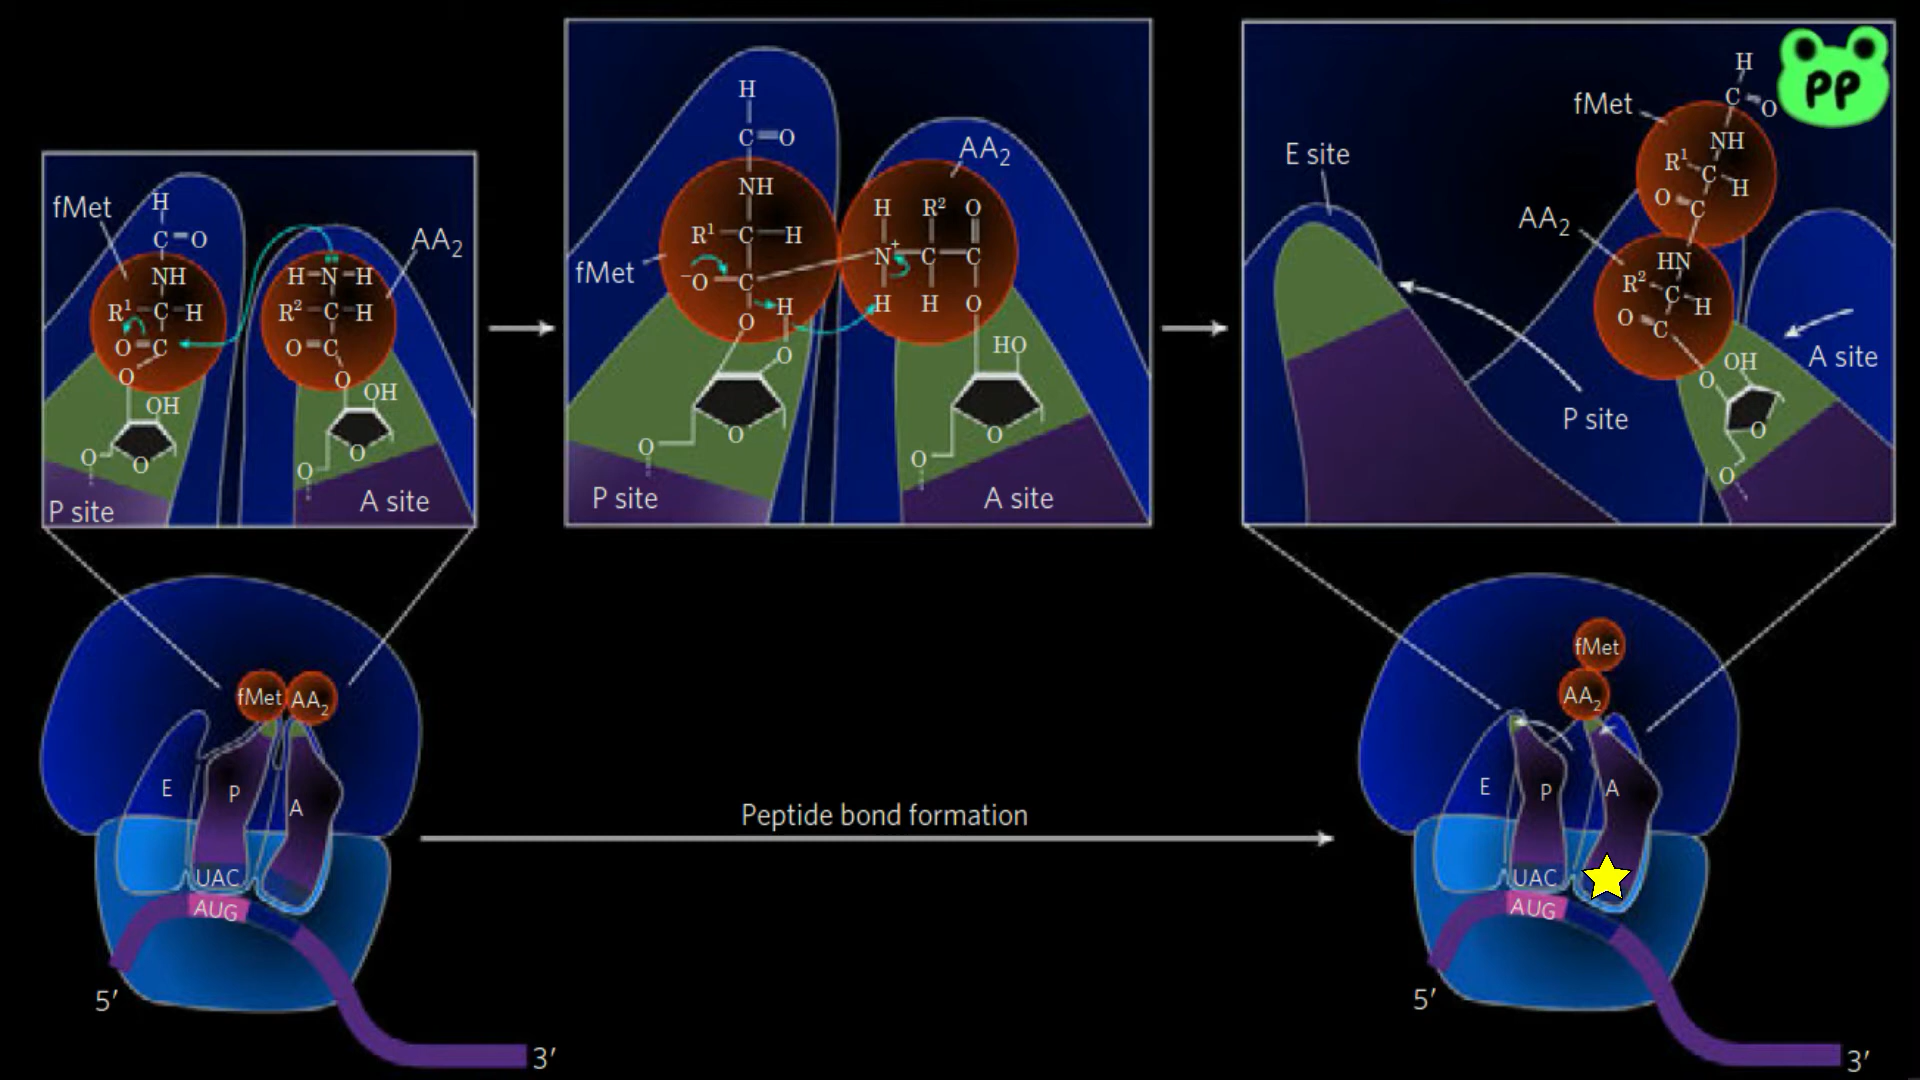 fMet
H
C=O
NH
R¹-C-H
O=C
O
OH
O
O
P site
AA₂
H-N-H
R²-C-H
O=C
O
OH
O
O
A site
H
C=O
NH
R¹-C-H
⁻O-C
O
H
O
O
O
fMet
P site
AA₂
H R² O
N⁺-C-C
H H O
HO
O
O
A site
E site
fMet
H
C=O
NH
R¹-C-H
O=C
AA₂
HN
R²-C-H
O=C
O
OH
O
O
P site
A site
PP
fMet AA₂
E P A
UAC
AUG
5′
3′
Peptide bond formation
fMet
AA₂
E P A
UAC
AUG
5′
3′